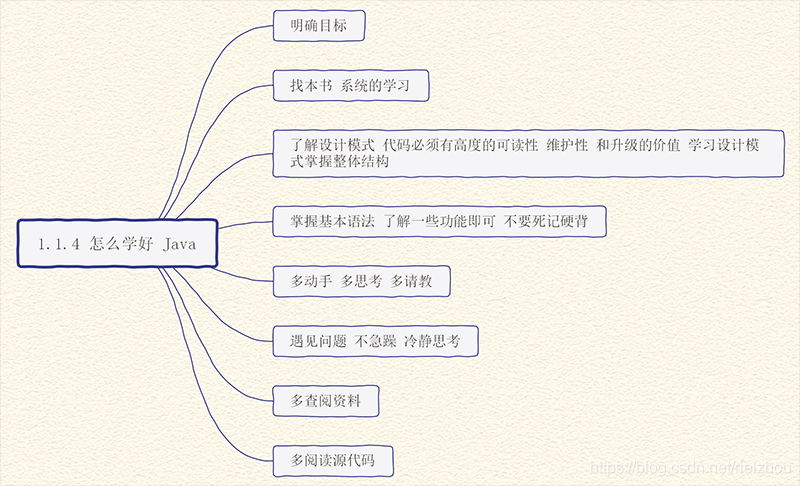 明确目标
找本书 系统的学习
了解设计模式 代码必须有高度的可读性 维护性 和升级的价值 学习设计模
式掌握整体结构
1.1.4 怎么学好 Java
掌握基本语法 了解一些功能即可 不要死记硬背
多动手 多思考 多请教
遇见问题 不急躁 冷静思考
多查阅资料
多阅读源代码